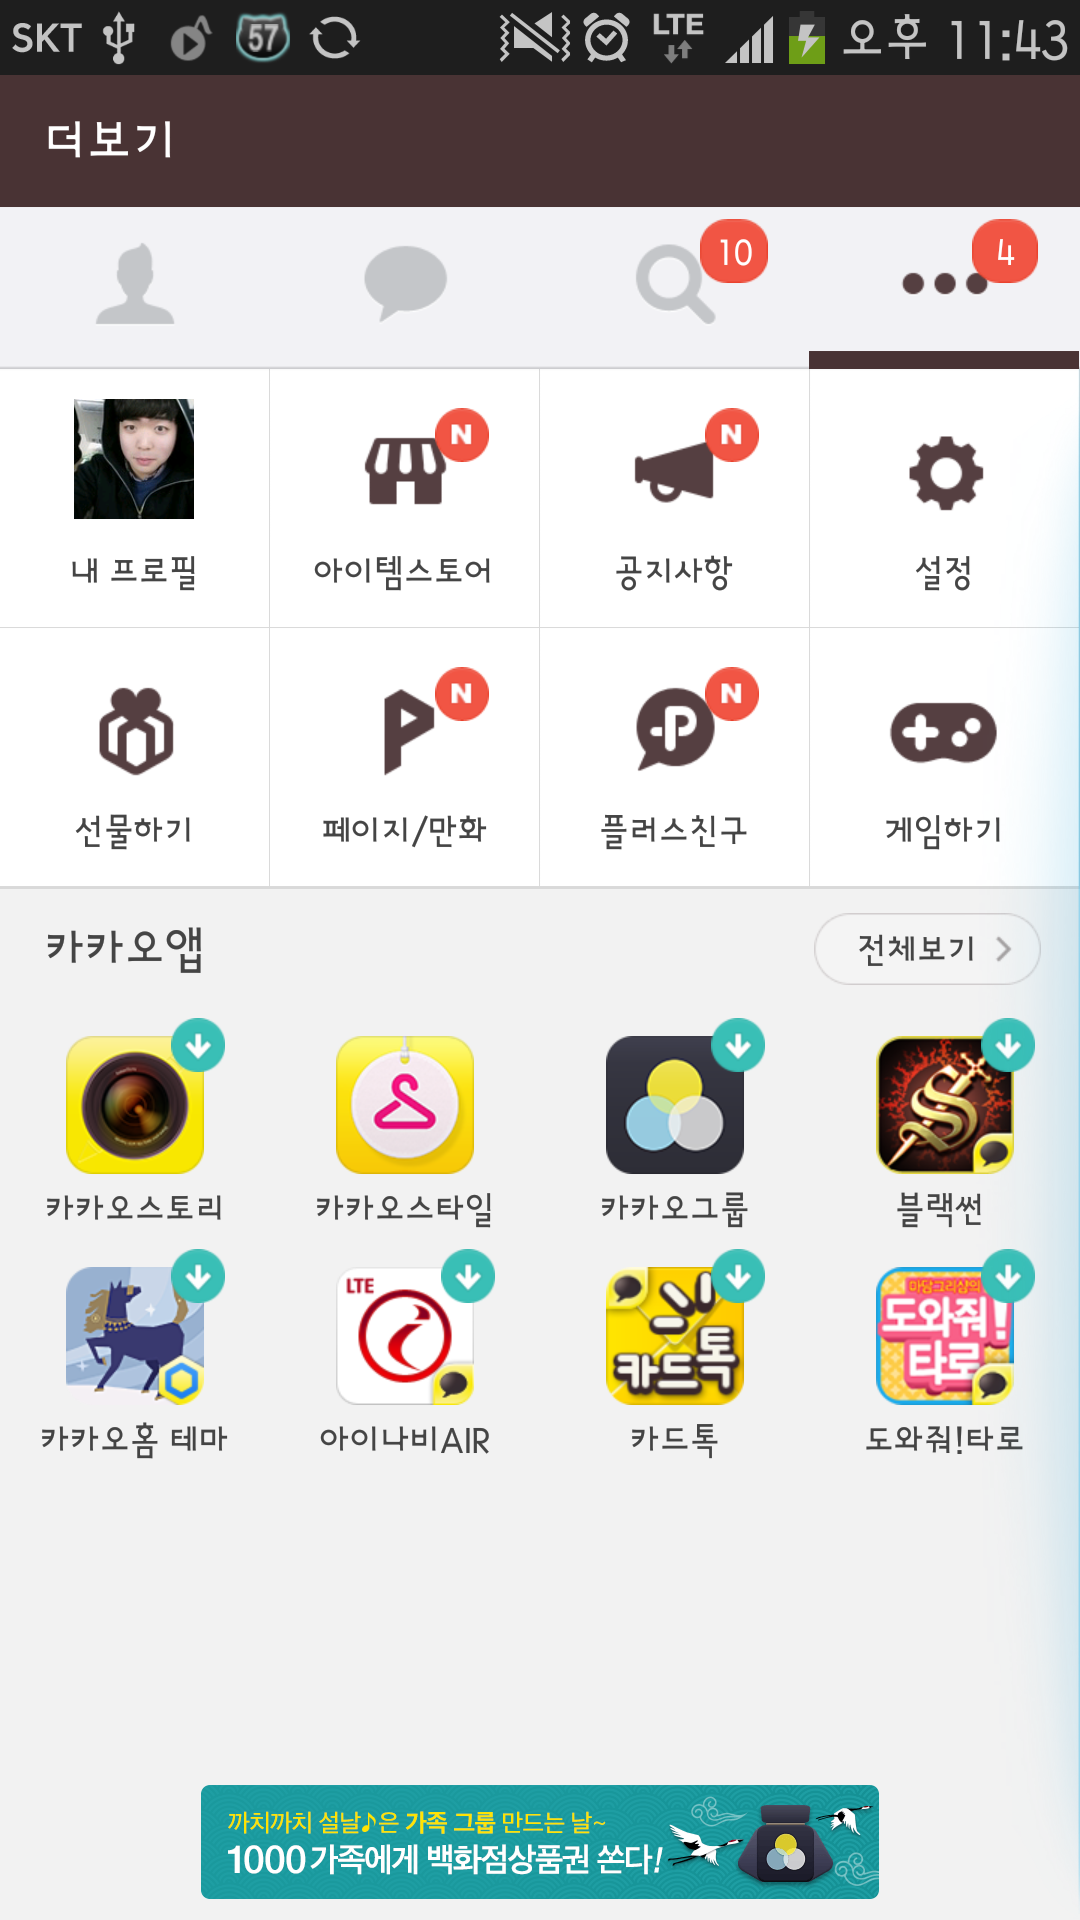 SKT 57 LTE 오후 11:43
더보기
10 4
N N
내 프로필 아이템스토어 공지사항 설정
N N
선물하기 페이지/만화 플러스친구 게임하기
카카오앱 전체보기 >
카카오스토리 카카오스타일 카카오그룹 블랙썬
LTE 카드톡 마담고리상의 도와줘! 타로
카카오홈 테마 아이나비AIR 카드톡 도와줘!타로
까치까치 설날♪은 가족 그룹 만드는 날~
1000가족에게 백화점상품권 쏜다!